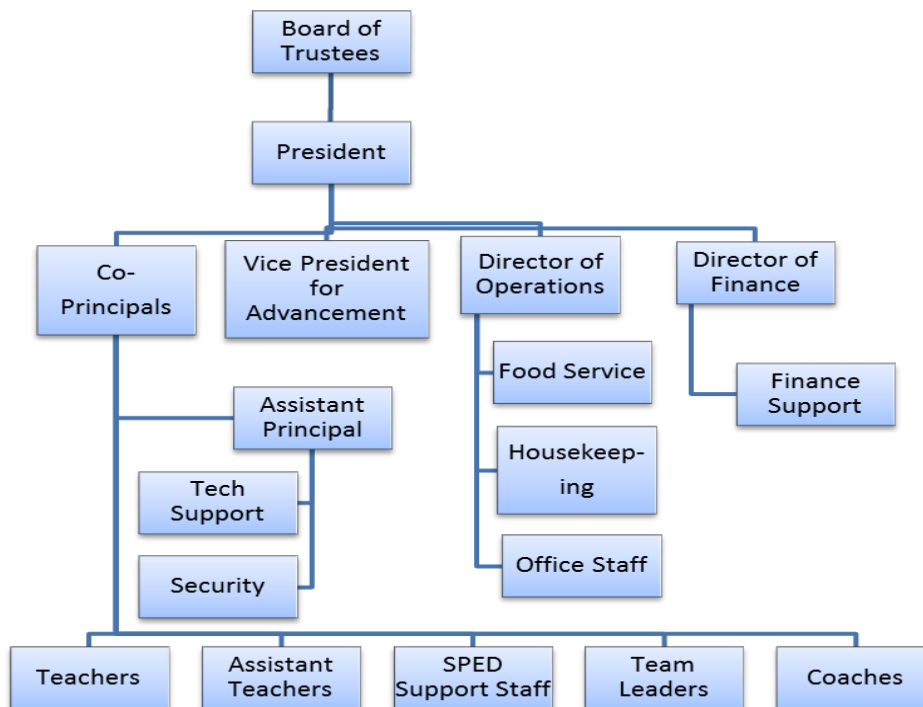 Board of
Trustees
President
Co-
Principals
Vice President
for
Advancement
Director of
Operations
Director of
Finance
Food Service
Finance
Support
Assistant
Principal
Housekeep-
ing
Tech
Support
Office Staff
Security
Teachers
Assistant
Teachers
SPED
Support Staff
Team
Leaders
Coaches